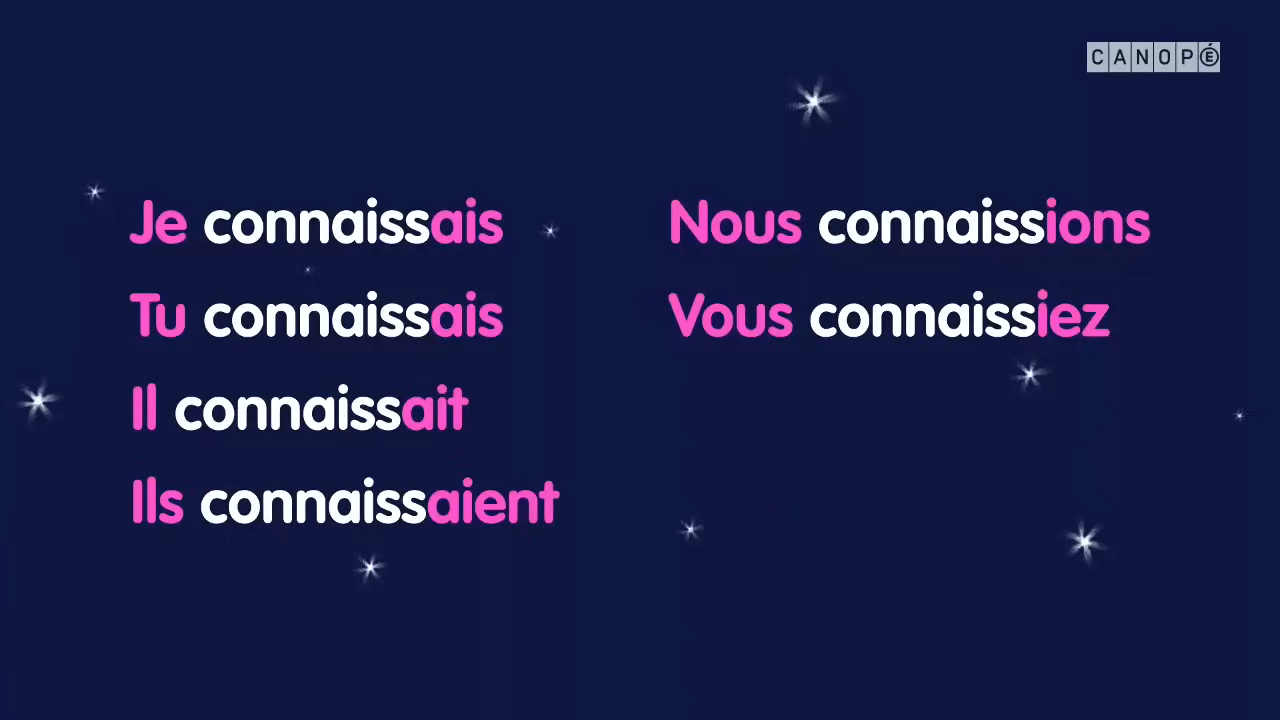 CANOPÉ
Je connaissais
Tu connaissais
Il connaissait
Ils connaissaient
Nous connaissions
Vous connaissiez